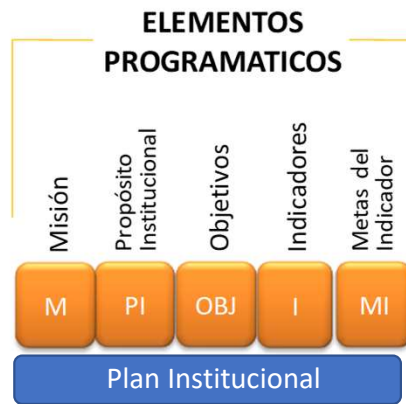 ELEMENTOS
PROGRAMATICOS
Misión
Propósito
Institucional
Objetivos
Indicadores
Metas del
Indicador
M
PI
OBJ
I
MI
Plan Institucional